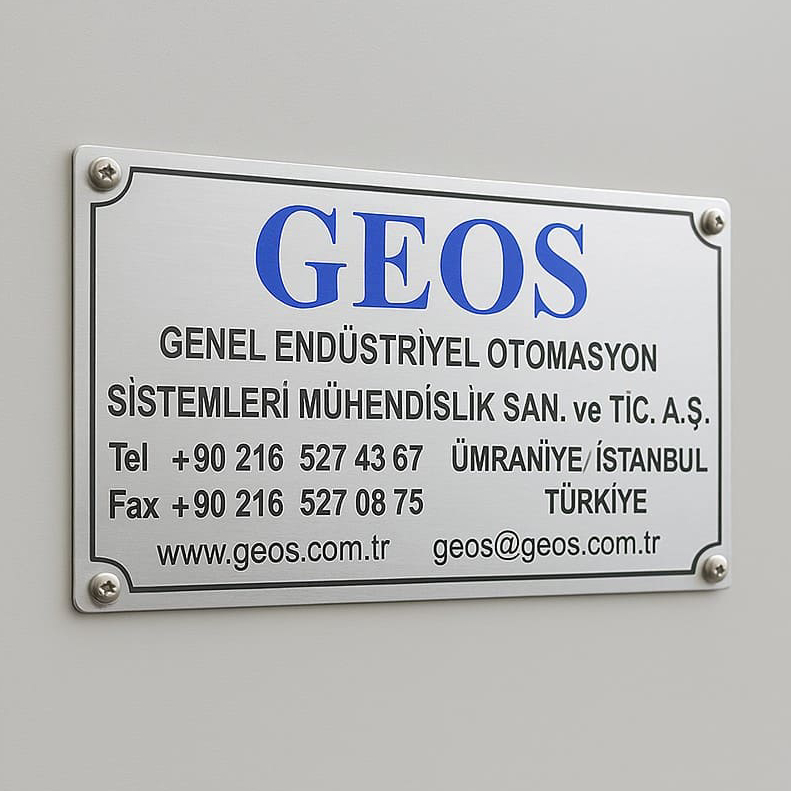 GEOS
GENEL ENDÜSTRİYEL OTOMASYON
SİSTEMLERİ MÜHENDİSLİK SAN. ve TİC. A.Ş.
Tel +90 216 527 43 67 ÜMRANİYE/İSTANBUL
Fax +90 216 527 08 75 TÜRKİYE
www.geos.com.tr geos@geos.com.tr